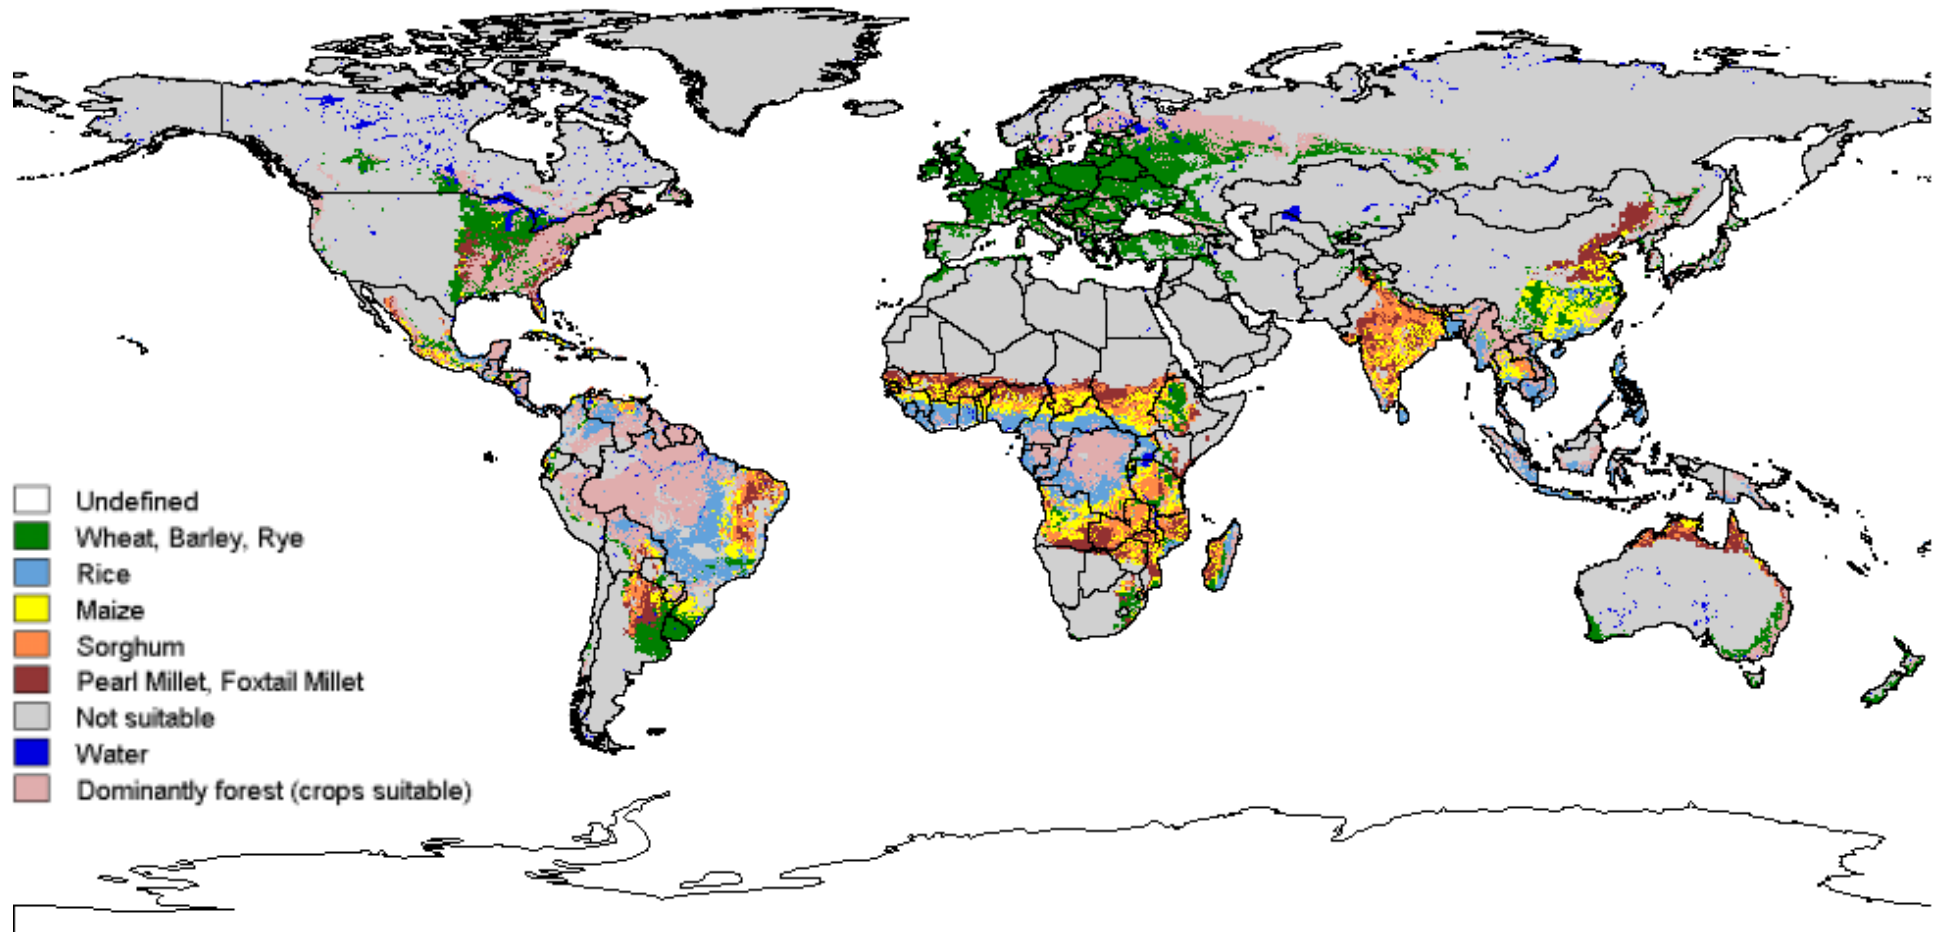 Undefined
Wheat, Barley, Rye
Rice
Maize
Sorghum
Pearl Millet, Foxtail Millet
Not suitable
Water
Dominantly forest (crops suitable)